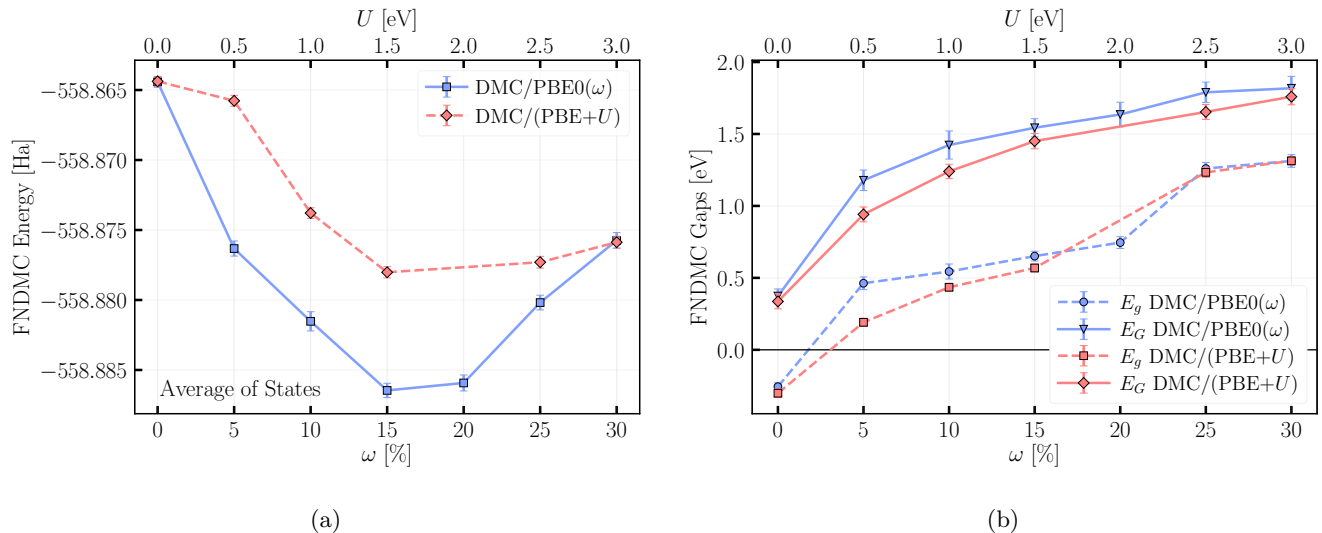 U [eV]
0.0 0.5 1.0 1.5 2.0 2.5 3.0
FNDMC Energy [Ha]
−558.865
−558.870
−558.875
−558.880
−558.885
DMC/PBE0(ω)
DMC/(PBE+U)
Average of States
0 5 10 15 20 25 30
ω [%]
(a)
U [eV]
0.0 0.5 1.0 1.5 2.0 2.5 3.0
FNDMC Gaps [eV]
2.0
1.5
1.0
0.5
0.0
E_g DMC/PBE0(ω)
E_G DMC/PBE0(ω)
E_g DMC/(PBE+U)
E_G DMC/(PBE+U)
0 5 10 15 20 25 30
ω [%]
(b)